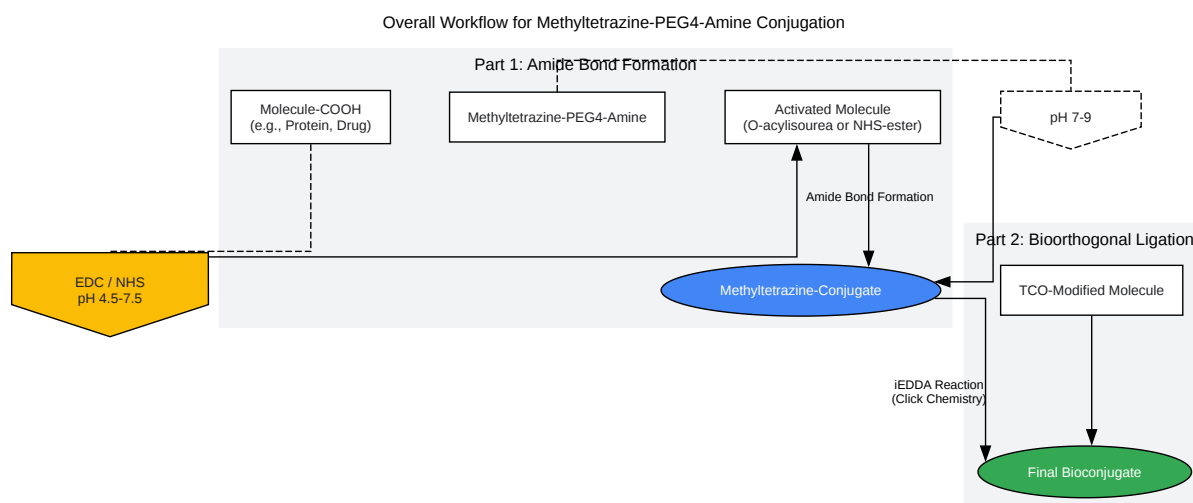 Overall Workflow for Methyltetrazine-PEG4-Amine Conjugation
Part 1: Amide Bond Formation
Molecule-COOH
(e.g., Protein, Drug)
Methyltetrazine-PEG4-Amine
Activated Molecule
(O-acylisourea or NHS-ester)
pH 7-9
Amide Bond Formation
Part 2: Bioorthogonal Ligation
EDC / NHS
pH 4.5-7.5
Methyltetrazine-Conjugate
TCO-Modified Molecule
iEDDA Reaction
(Click Chemistry)
Final Bioconjugate